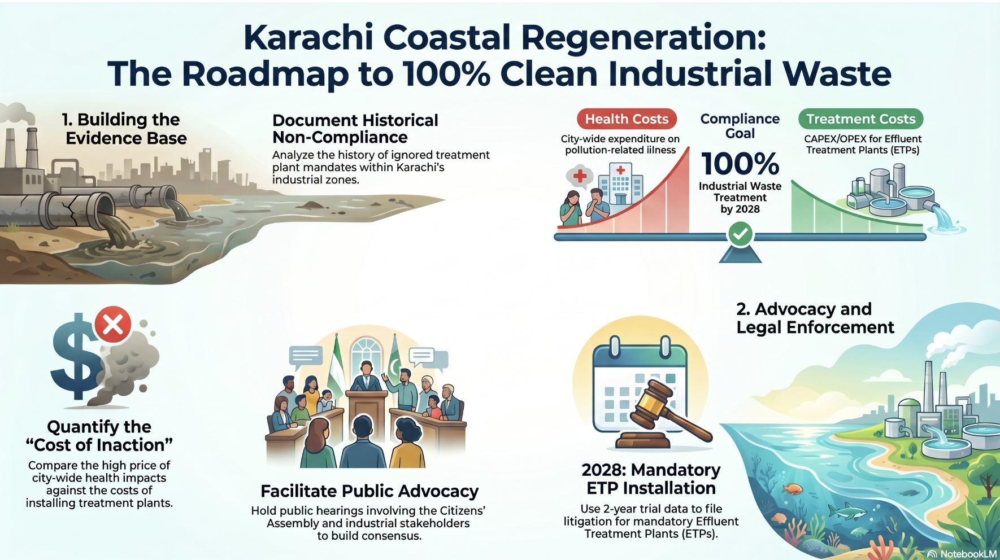 Karachi Coastal Regeneration:
The Roadmap to 100% Clean Industrial Waste
1. Building the
Evidence Base
Document Historical
Non-Compliance
Analyze the history of ignored treatment
plant mandates within Karachi's
industrial zones.
Health Costs
City-wide expenditure on
pollution-related iilness
Compliance
Goal
100%
Industrial Waste
Treatment
by 2028
Treatment Costs
CAPEX/OPEX for Effluent
Treatment Plants (ETPs)
Quantify the
“Cost of Inaction”
Compare the high price of
city-wide health impacts
against the costs of
installing treatment plants.
Facilitate Public Advocacy
Hold public hearings involving the Citizens'
Assembly and industrial stakeholders
to build consensus.
2. Advocacy and
Legal Enforcement
2028: Mandatory
ETP Installation
Use 2-year trial data to file
litigation for mandatory Effluent
Treatment Plants (ETPs).
NotebookLM